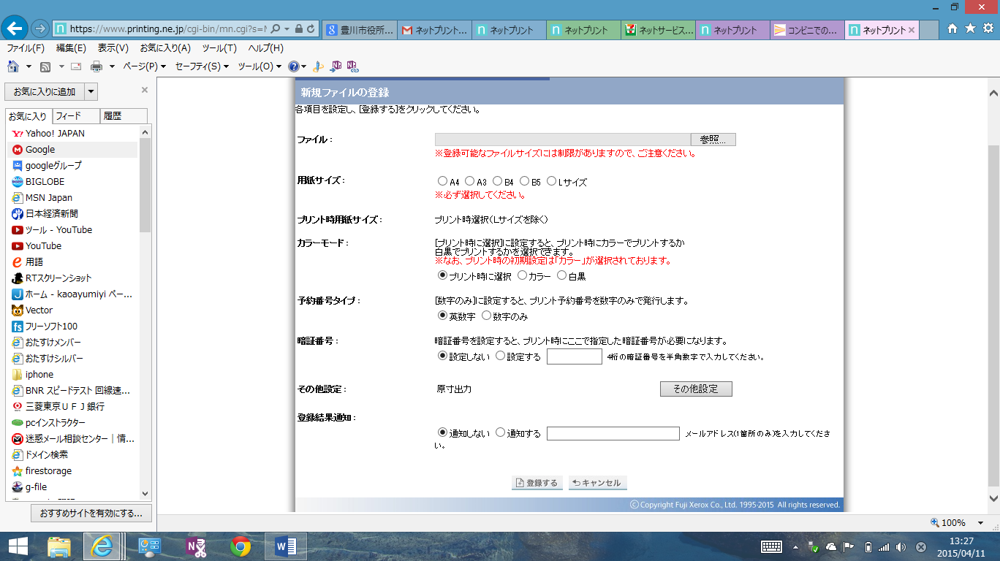 https://www.printing.ne.jp/cgi-bin/mn.cgi?s=
豊川市役所...
ネットプリント...
ネットプリント
ネットプリント
ネットサービス...
ネットプリント
コンビニでの...
ネットプリント
ファイル(F) 編集(E) 表示(V) お気に入り(A) ツール(T) ヘルプ(H)
ページ(P) セーフティ(S) ツール(O)
お気に入りに追加
お気に入り フィード 履歴
Yahoo! JAPAN
Google
googleグループ
BIGLOBE
MSN Japan
日本経済新聞
ツール - YouTube
YouTube
用語
RTスクリーンショット
ホーム - kaoayumiyi ペー...
Vector
フリーソフト100
おたすけメンバー
おたすけシルバー
iphone
BNR スピードテスト 回線速...
三菱東京ＵＦＪ銀行
pcインストラクター
迷惑メール相談センター｜情...
ドメイン検索
firestorage
g-file
おすすめサイトを有効にする...
新規ファイルの登録
各項目を設定し、[登録する]をクリックしてください。
ファイル： 参照...
※登録可能なファイルサイズには制限がありますので、ご注意ください。
用紙サイズ： A4 A3 B4 B5 Lサイズ
※必ず選択してください。
プリント時用紙サイズ： プリント時選択(Lサイズを除く)
カラーモード： [プリント時に選択]に設定すると、プリント時にカラーでプリントするか
白黒でプリントするかを選択できます。
※なお、プリント時の初期設定は「カラー」が選択されております。
プリント時に選択 カラー 白黒
予約番号タイプ： [数字のみ]に設定すると、プリント予約番号を数字のみで発行します。
英数字 数字のみ
暗証番号： 暗証番号を設定すると、プリント時にここで指定した暗証番号が必要になります。
設定しない 設定する 4桁の暗証番号を半角数字で入力してください。
その他設定： 原寸出力 その他設定
登録結果通知：
通知しない 通知する メールアドレス(1箇所のみ)を入力してくださ
い。
登録する キャンセル
ⓒ Copyright Fuji Xerox Co., Ltd. 1995-2015 All rights reserved.
100%
13:27
2015/04/11